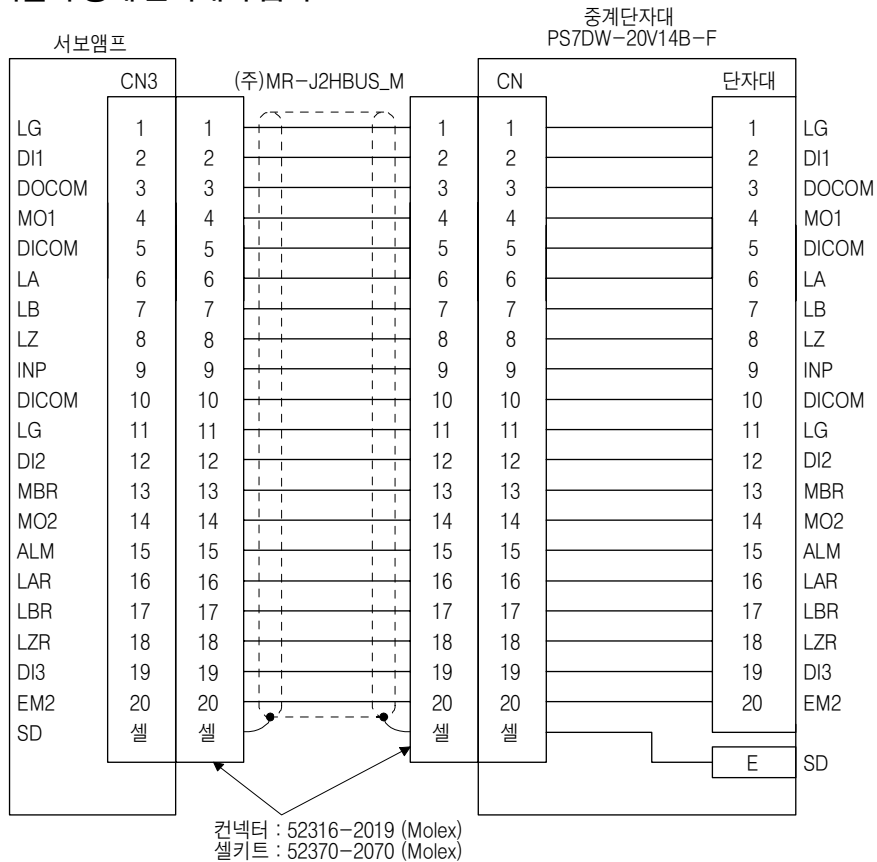 중계단자대
PS7DW-20V14B-F
서보앰프
CN3 (주)MR-J2HBUS_M CN 단자대
LG 1 1 1 1 1 LG
DI1 2 2 2 2 2 DI1
DOCOM 3 3 3 3 3 DOCOM
MO1 4 4 4 4 4 MO1
DICOM 5 5 5 5 5 DICOM
LA 6 6 6 6 6 LA
LB 7 7 7 7 7 LB
LZ 8 8 8 8 8 LZ
INP 9 9 9 9 9 INP
DICOM 10 10 10 10 10 DICOM
LG 11 11 11 11 11 LG
DI2 12 12 12 12 12 DI2
MBR 13 13 13 13 13 MBR
MO2 14 14 14 14 14 MO2
ALM 15 15 15 15 15 ALM
LAR 16 16 16 16 16 LAR
LBR 17 17 17 17 17 LBR
LZR 18 18 18 18 18 LZR
DI3 19 19 19 19 19 DI3
EM2 20 20 20 20 20 EM2
SD 셀 셀 셀 셀
E SD
컨넥터 : 52316-2019 (Molex)
셀키트 : 52370-2070 (Molex)